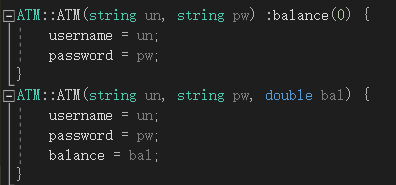 ATM::ATM(string un, string pw) :balance(0) {
username = un;
password = pw;
}
ATM::ATM(string un, string pw, double bal) {
username = un;
password = pw;
balance = bal;
}